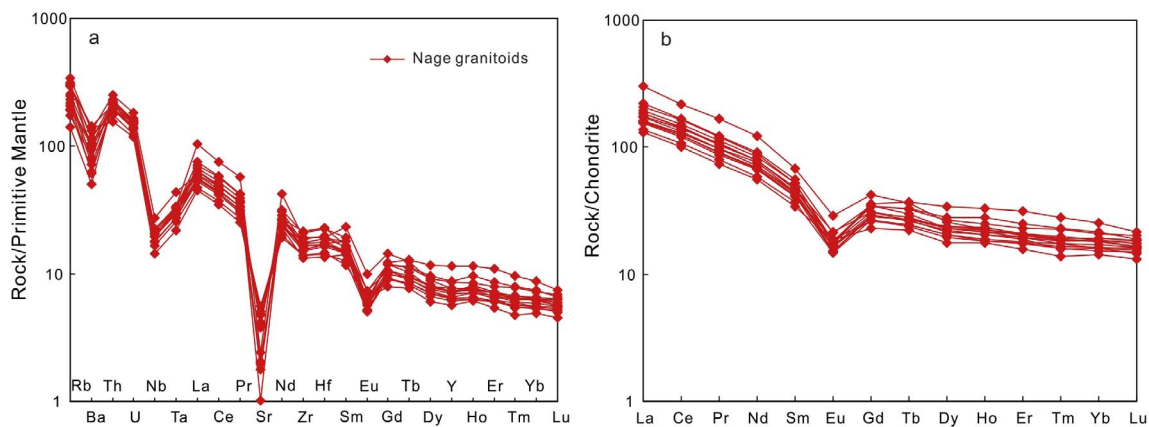 a
Nage granitoids
Rock/Primitive Mantle
1000
100
10
1
Rb Th Nb La Pr Nd Hf Eu Tb Y Er Yb
Ba U Ta Ce Sr Zr Sm Gd Dy Ho Tm Lu
b
Rock/Chondrite
1000
100
10
1
La Ce Pr Nd Sm Eu Gd Tb Dy Ho Er Tm Yb Lu